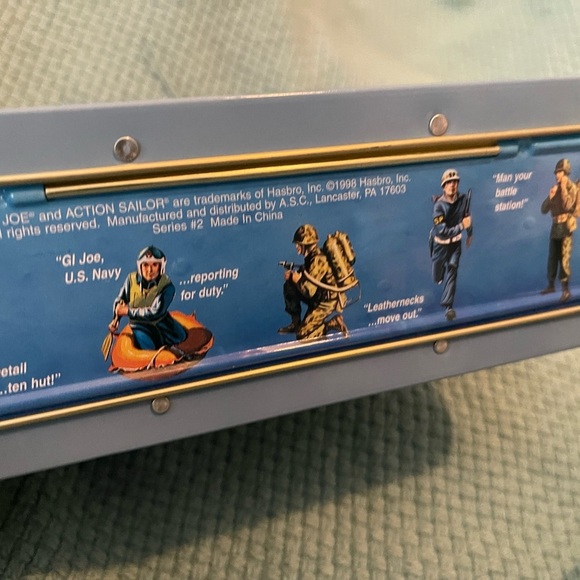 JOE® and ACTION SAILOR® are trademarks of Hasbro, Inc. ©1998 Hasbro, Inc.
rights reserved. Manufactured and distributed by A.S.C., Lancaster, PA 17603
Series #2 Made In China
"GI Joe,
U.S. Navy
...reporting
for duty."
"Leathernecks
...move out."
"Man your
battle
station!"
etail
...ten hut!"